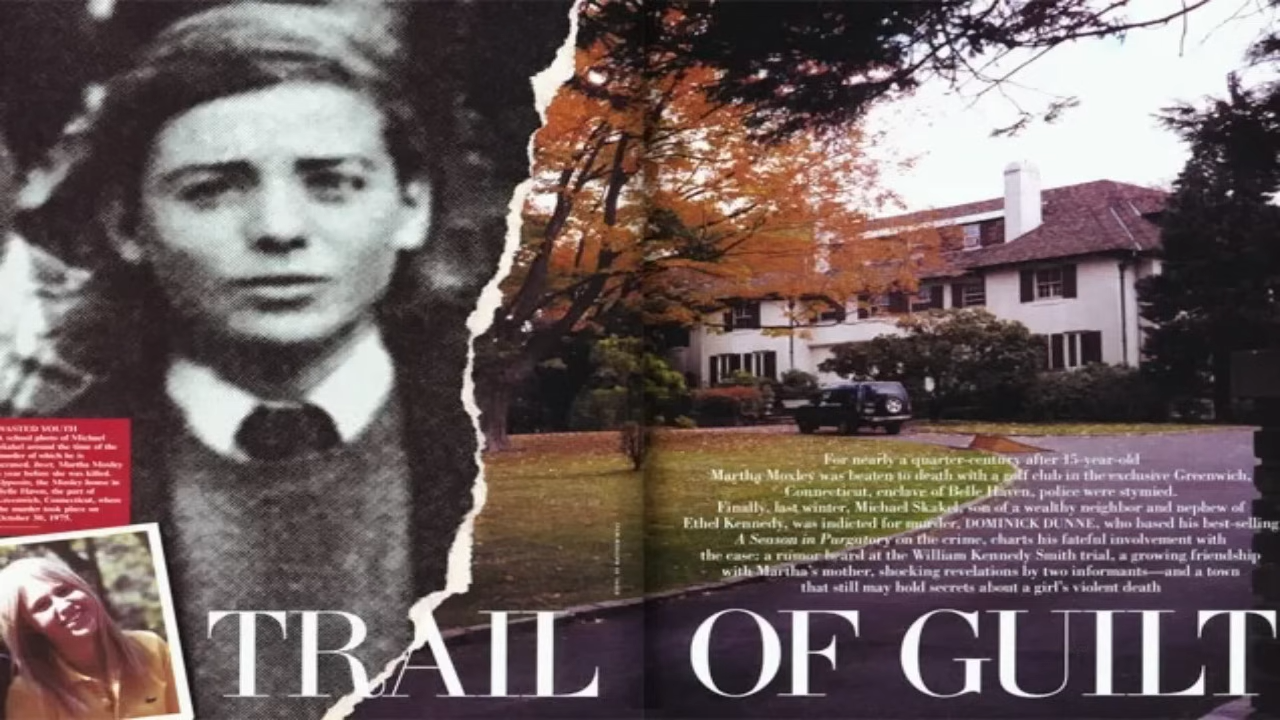 WASTED YOUTH
A school photo of Michael
Skakel around the time of the
murder of which he is
accused. Inset, Martha Moxley
a year before she was killed.
Opposite, the Moxley house in
Belle Haven, the part of
Greenwich, Connecticut, where
the murder took place on
October 30, 1975.
For nearly a quarter-century after 15-year-old
Martha Moxley was beaten to death with a golf club in the exclusive Greenwich,
Connecticut, enclave of Belle Haven, police were stymied.
Finally, last winter, Michael Skakel, son of a wealthy neighbor and nephew of
Ethel Kennedy, was indicted for murder. DOMINICK DUNNE, who based his best-selling
A Season in Purgatory on the crime, charts his fateful involvement with
the case: a rumor heard at the William Kennedy Smith trial, a growing friendship
with Martha's mother, shocking revelations by two informants—and a town
that still may hold secrets about a girl's violent death
TRAIL OF GUILT